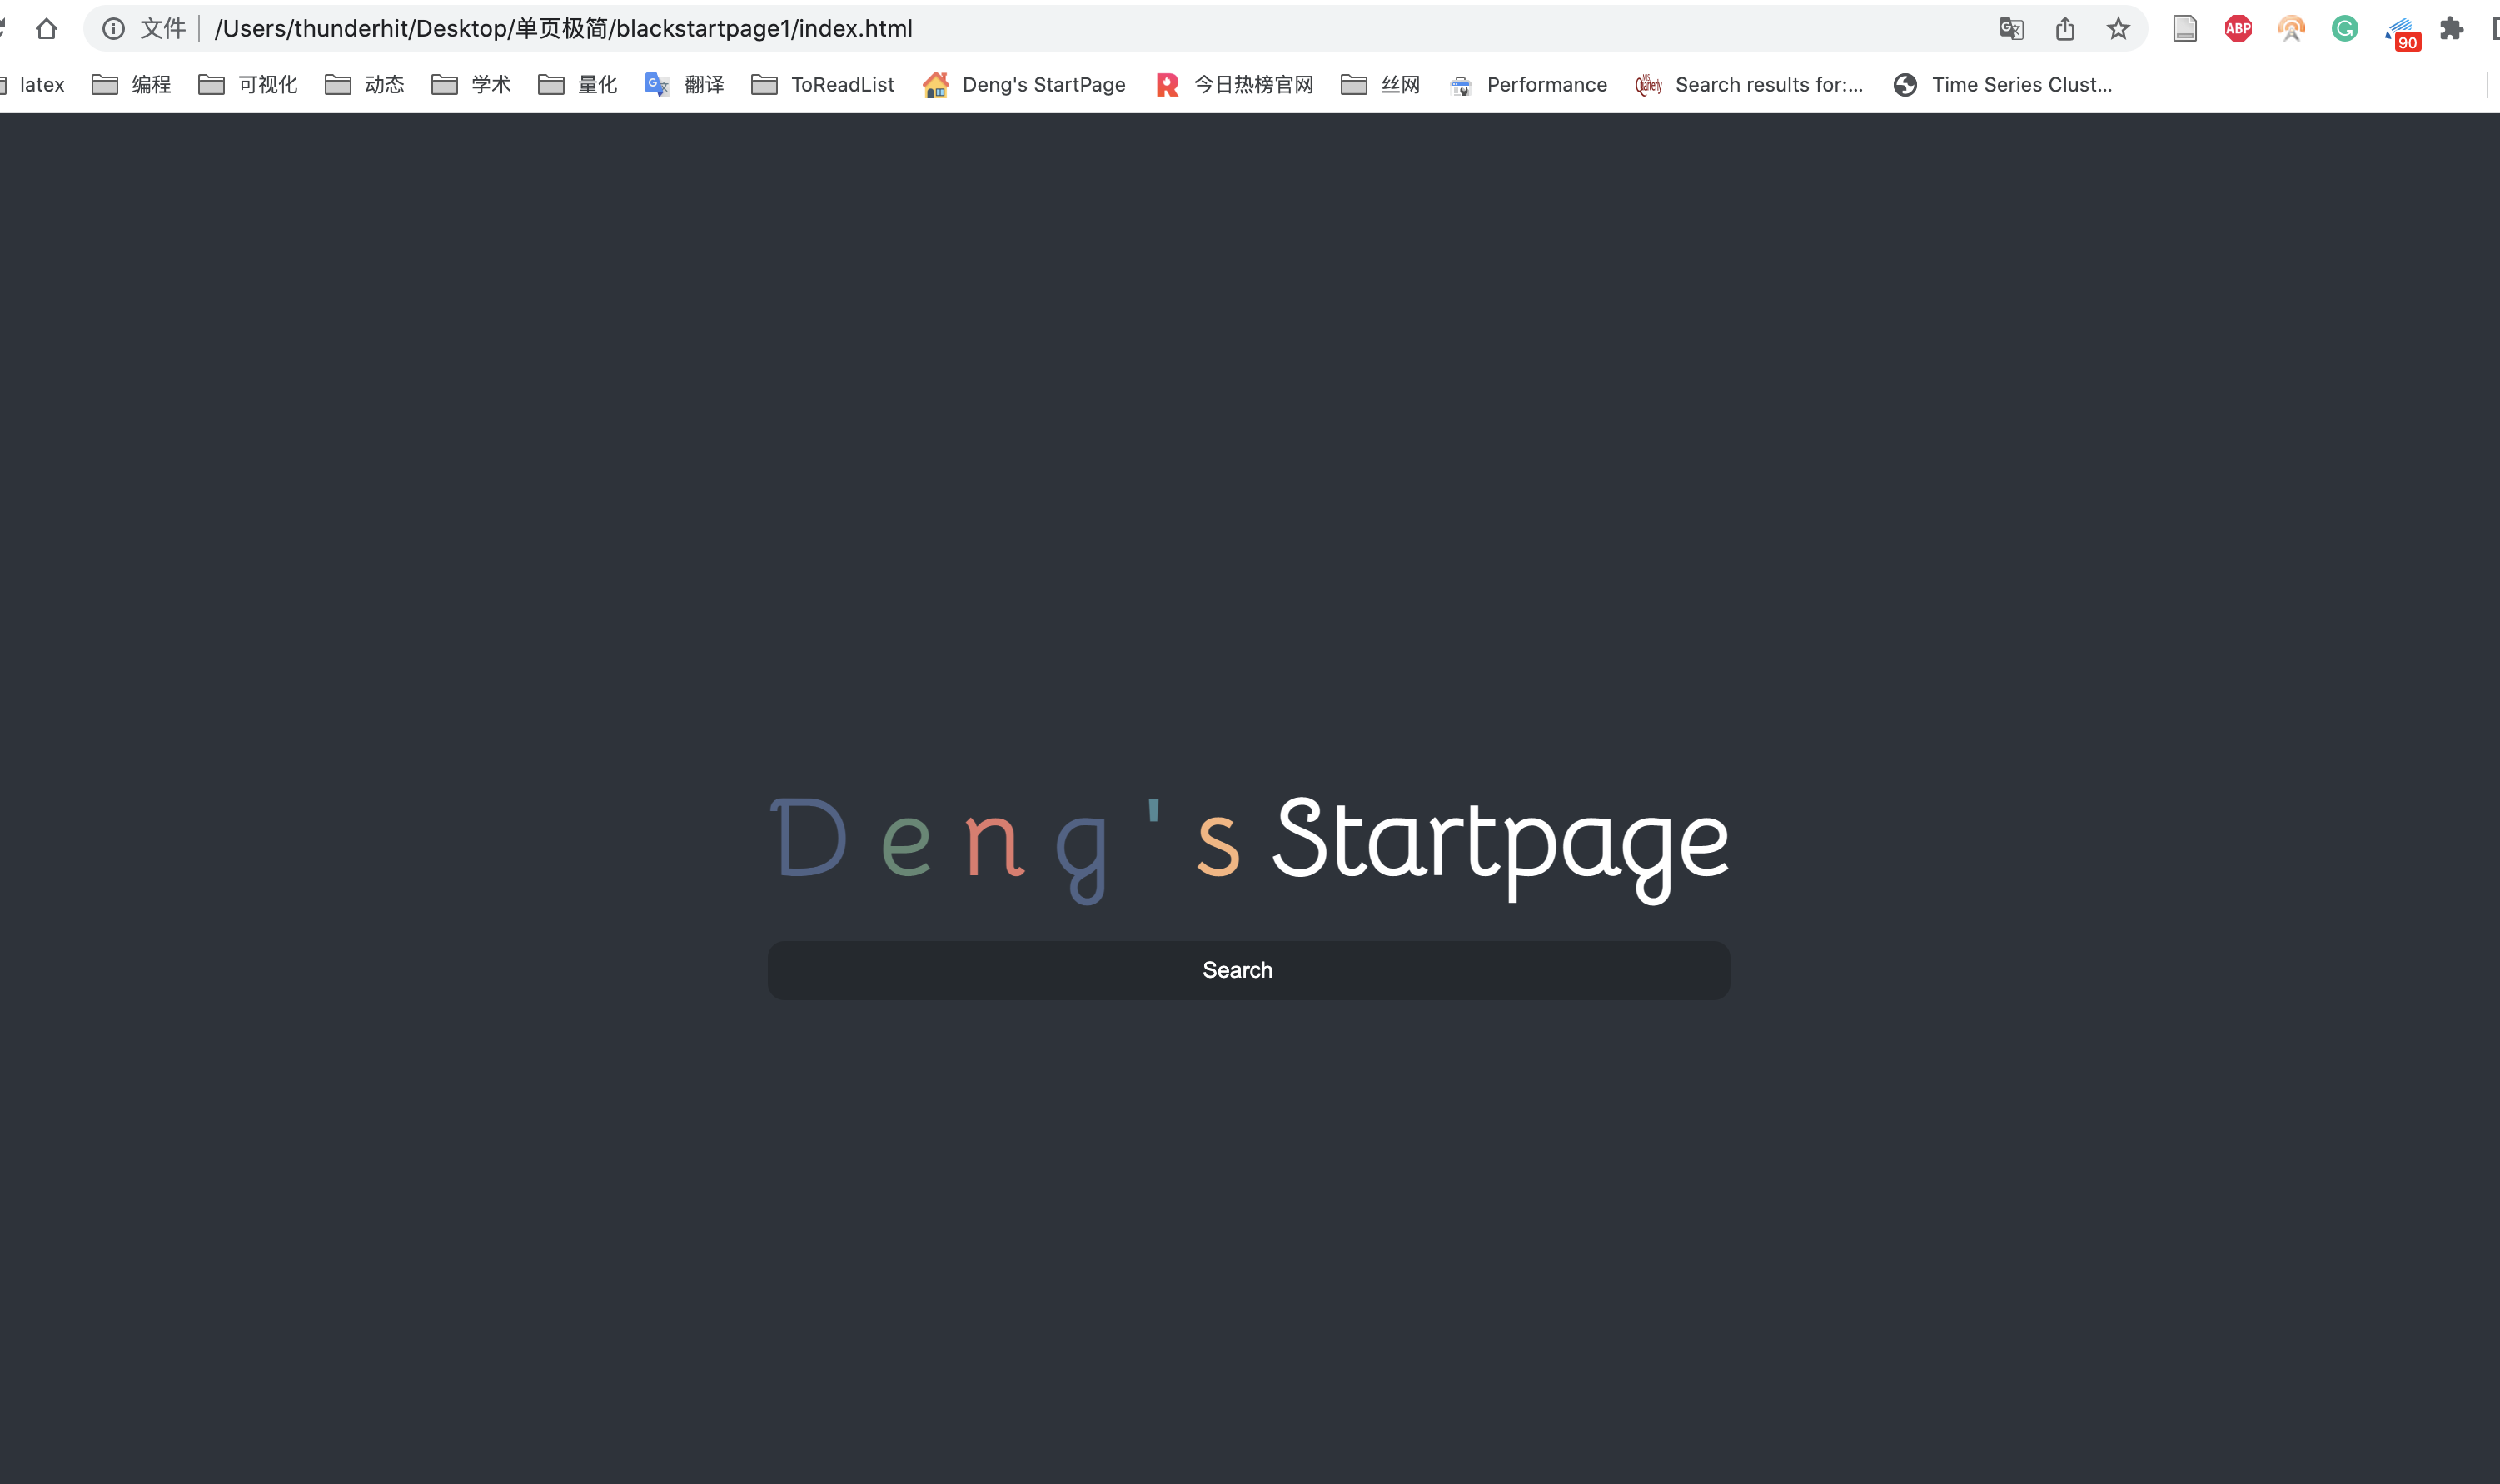 文件 /Users/thunderhit/Desktop/单页极简/blackstartpage1/index.html ABP G 90
latex 编程 可视化 动态 学术 量化 翻译 ToReadList Deng's StartPage 今日热榜官网 丝网 Performance Search results for:... Time Series Clust...
Deng's Startpage
Search